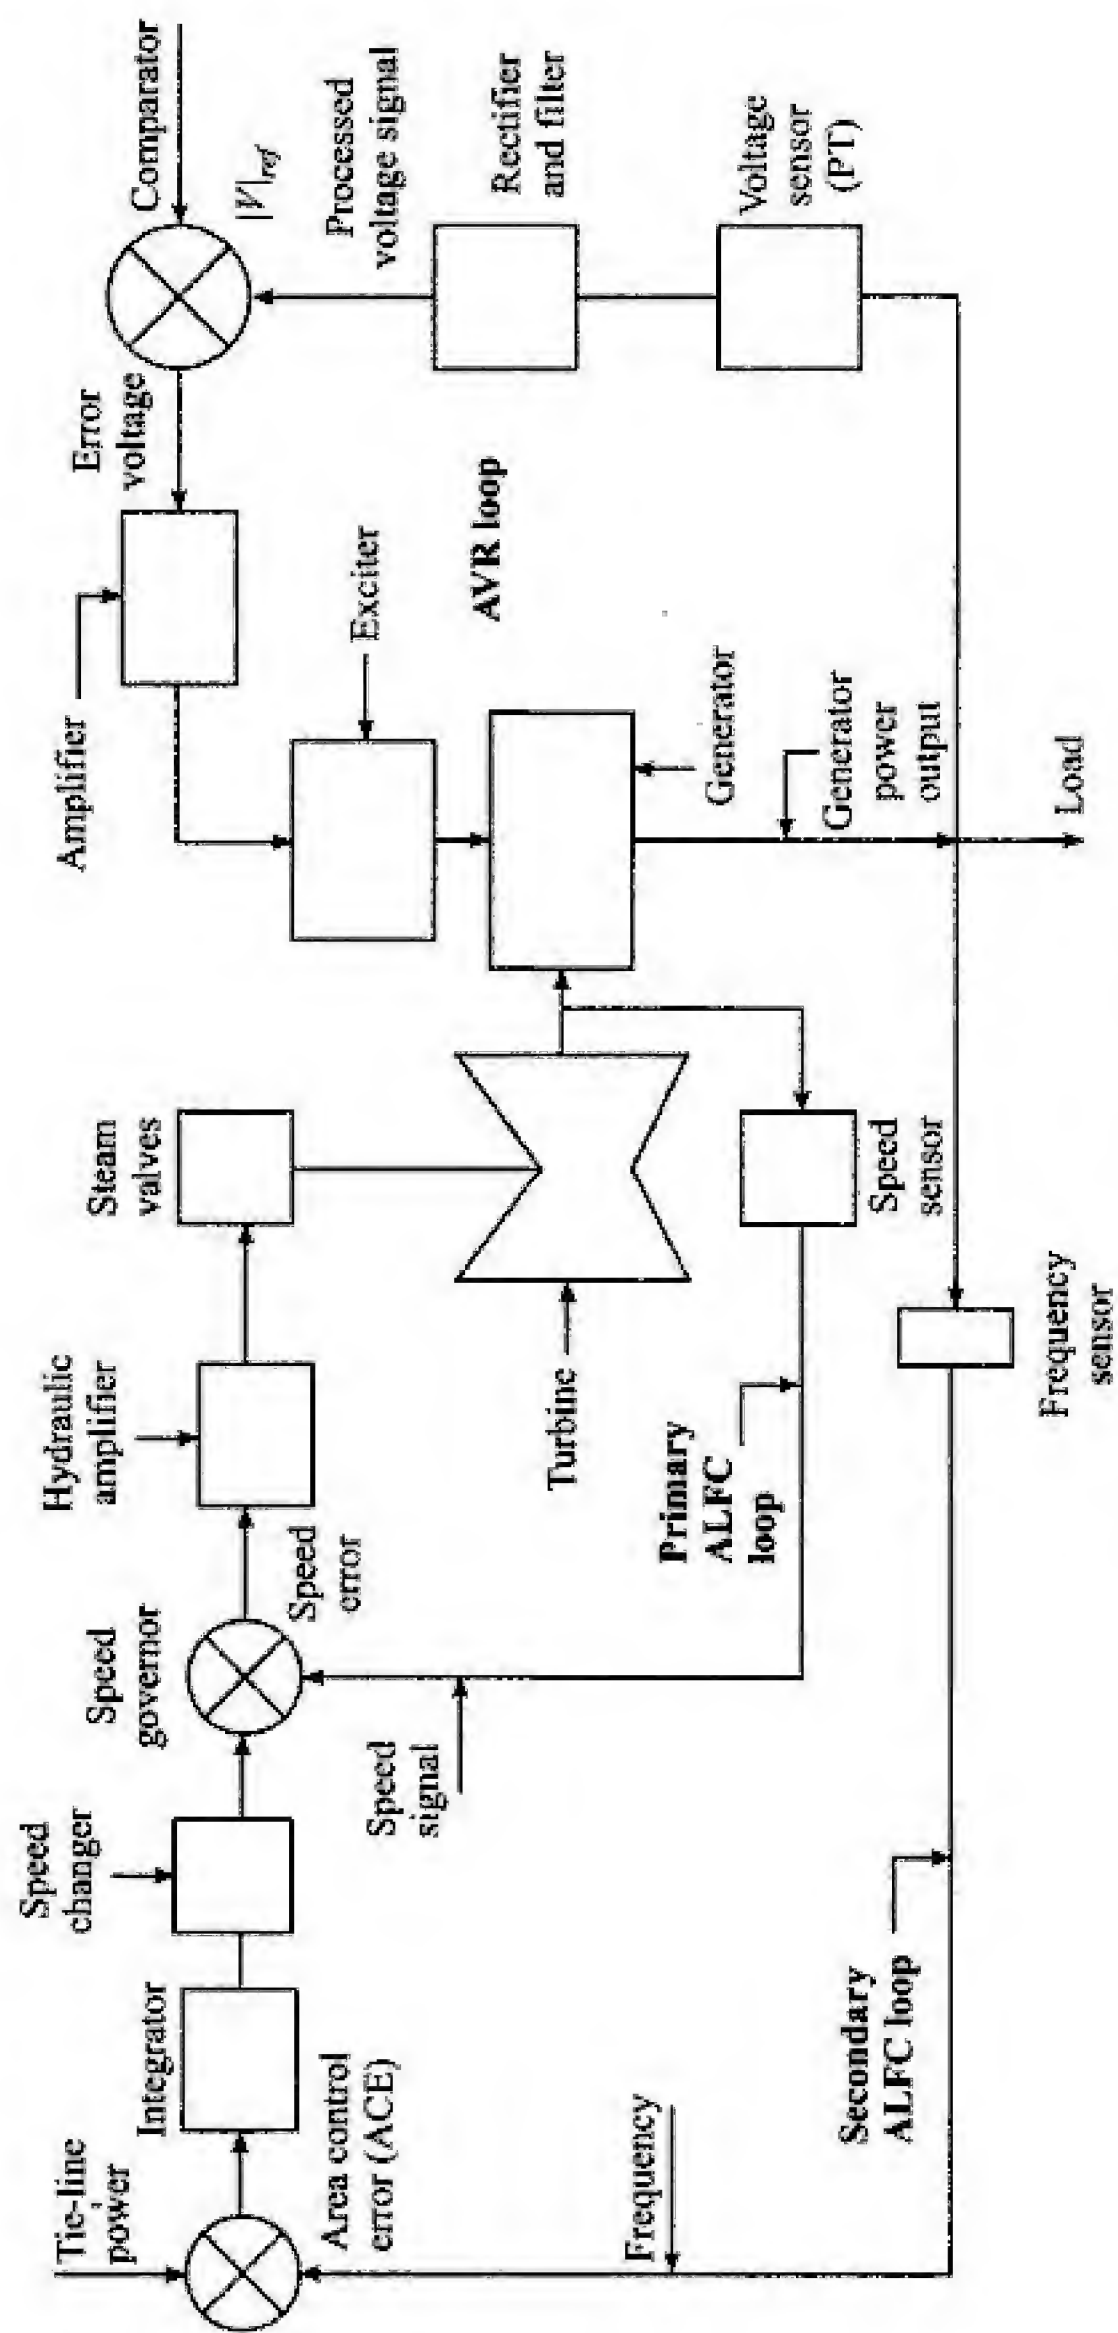 Tie-line
power
Integrator
Area control
error (ACE)
Speed
changer
Speed
governor
Speed
error
Hydraulic
amplifier
Steam
valves
Speed
signal
Turbine
Primary
ALFC
loop
Speed
sensor
Frequency
Secondary
ALFC loop
Frequency
sensor
Amplifier
Error
voltage
Comparator
|V|ref
Exciter
AVR loop
Processed
voltage signal
Rectifier
and filter
Voltage
sensor
(PT)
Generator
Generator
power
output
Load